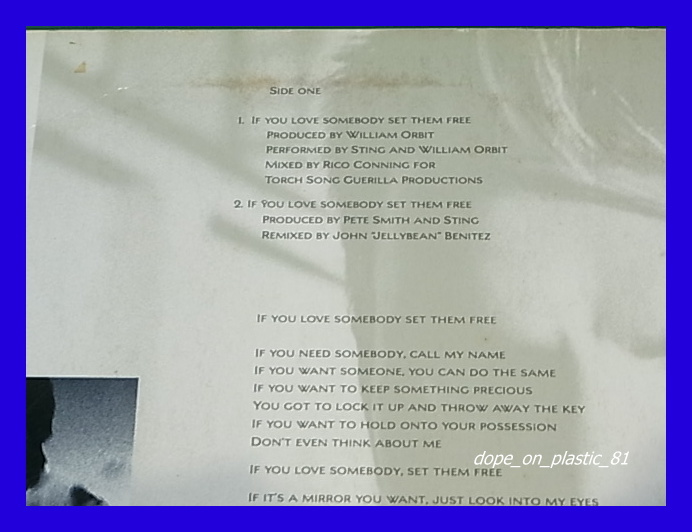 SIDE ONE
1. IF YOU LOVE SOMEBODY SET THEM FREE
PRODUCED BY WILLIAM ORBIT
PERFORMED BY STING AND WILLIAM ORBIT
MIXED BY RICO CONNING FOR
TORCH SONG GUERILLA PRODUCTIONS
2. IF YOU LOVE SOMEBODY SET THEM FREE
PRODUCED BY PETE SMITH AND STING
REMIXED BY JOHN "JELLYBEAN" BENITEZ
IF YOU LOVE SOMEBODY SET THEM FREE
IF YOU NEED SOMEBODY, CALL MY NAME
IF YOU WANT SOMEONE, YOU CAN DO THE SAME
IF YOU WANT TO KEEP SOMETHING PRECIOUS
YOU GOT TO LOCK IT UP AND THROW AWAY THE KEY
IF YOU WANT TO HOLD ONTO YOUR POSSESSION
DON'T EVEN THINK ABOUT ME
dope_on_plastic_81
IF YOU LOVE SOMEBODY, SET THEM FREE
IF IT'S A MIRROR YOU WANT, JUST LOOK INTO MY EYES